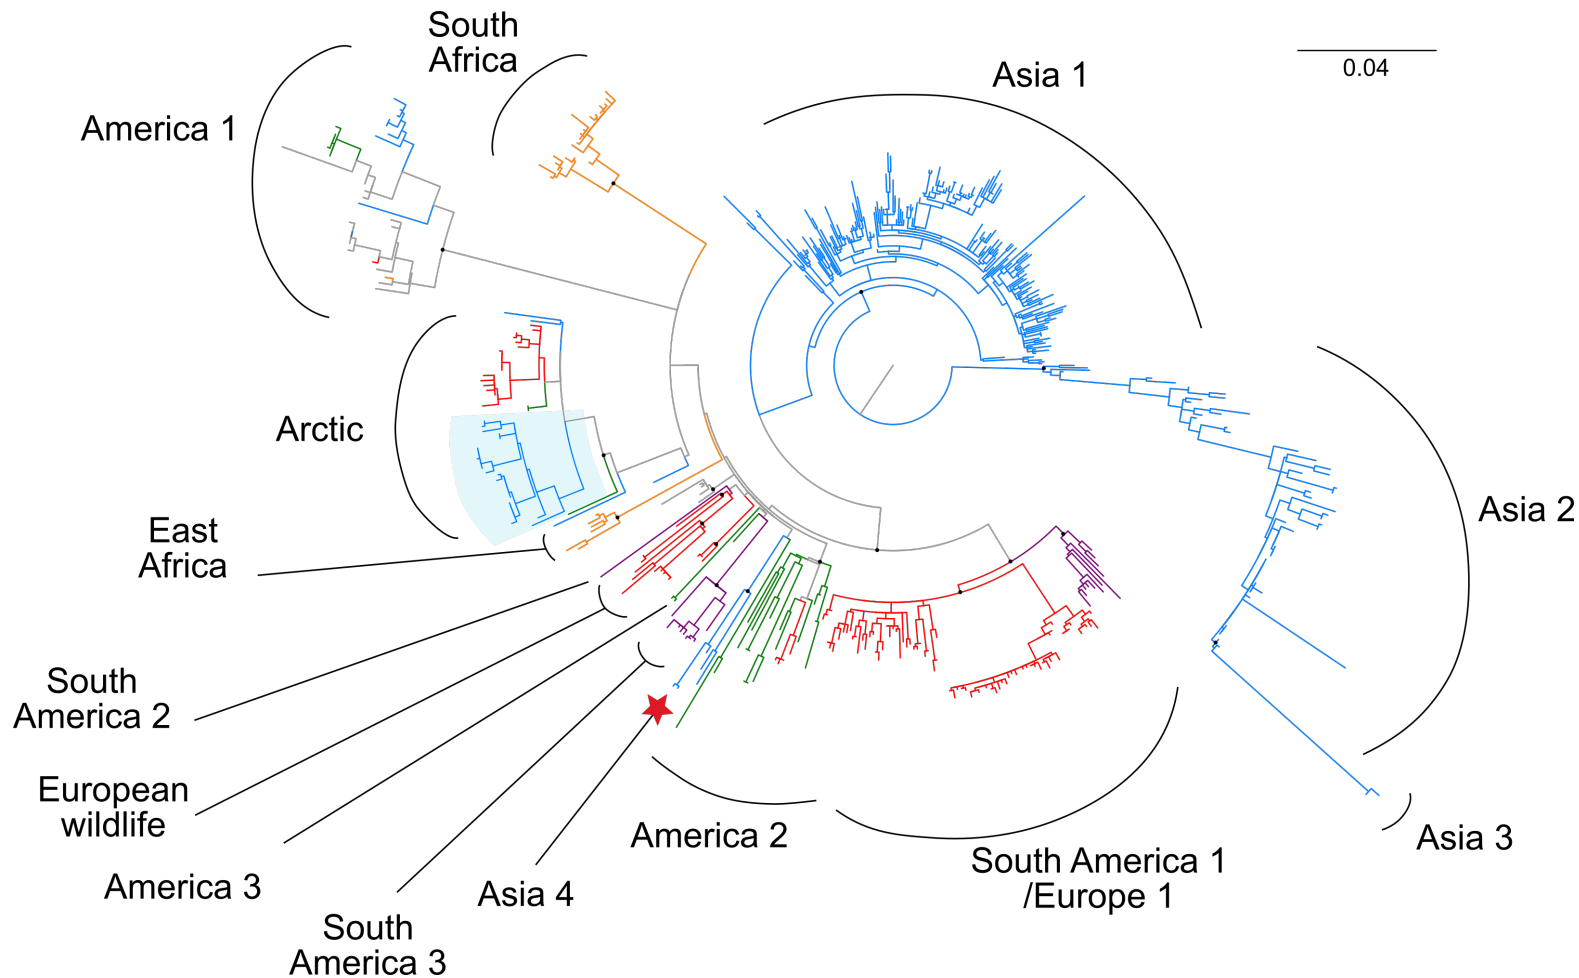 South
Africa
Asia 1
0.04
America 1
Arctic
Asia 2
East
Africa
South
America 2
European
wildlife
America 2
Asia 3
South America 1
/Europe 1
America 3
Asia 4
South
America 3